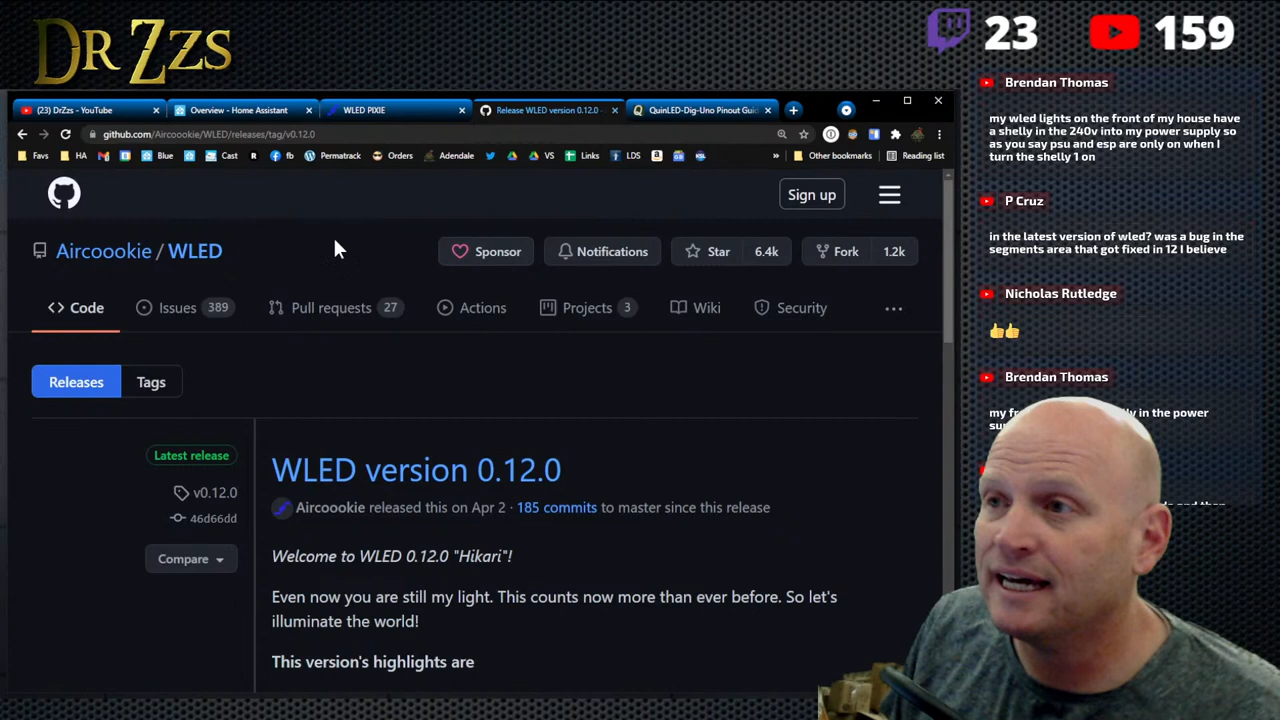 DR ZZS
23
159
(23) DrZzs - YouTube
Overview - Home Assistant
WLED PIXIE
Release WLED version 0.12.0 -
QuinLED-Dig-Uno Pinout Guide
github.com/Aircoookie/WLED/releases/tag/v0.12.0
Favs
HA
Blue
Cast
fb
Permatrack
Orders
Adendale
VS
Links
LDS
»
Other bookmarks
Reading list
Sign up
Aircoookie / WLED
Sponsor
Notifications
Star 6.4k
Fork 1.2k
Code
Issues 389
Pull requests 27
Actions
Projects 3
Wiki
Security
Releases
Tags
Latest release
v0.12.0
46d66dd
Compare
WLED version 0.12.0
Aircoookie released this on Apr 2 · 185 commits to master since this release
Welcome to WLED 0.12.0 "Hikari"!
Even now you are still my light. This counts now more than ever before. So let's
illuminate the world!
This version's highlights are
Brendan Thomas
my wled lights on the front of my house have
a shelly in the 240v into my power supply so
as you say psu and esp are only on when I
turn the shelly 1 on
P Cruz
in the latest version of wled? was a bug in the
segments area that got fixed in 12 I believe
Nicholas Rutledge
👍👍
Brendan Thomas
in the power